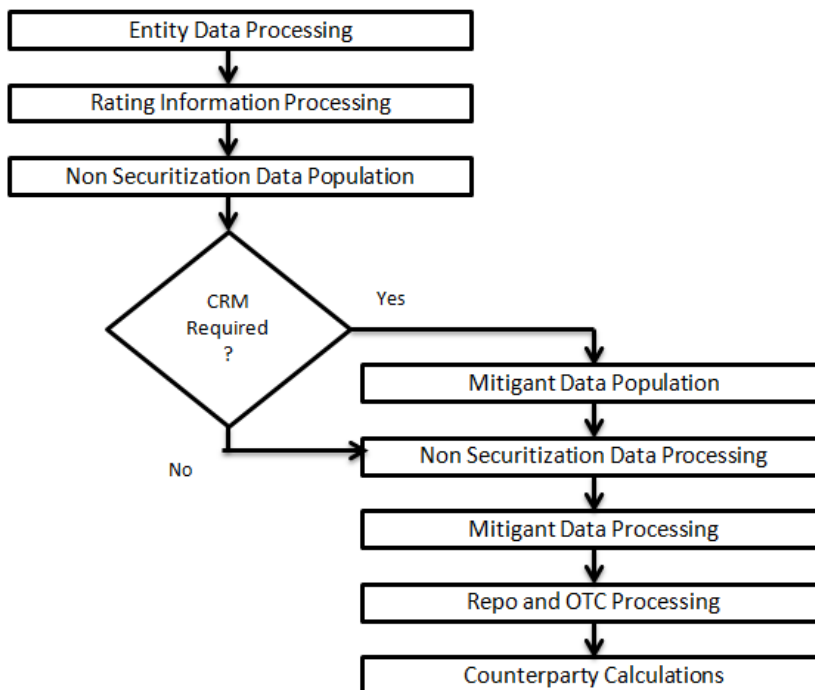 Entity Data Processing
Rating Information Processing
Non Securitization Data Population
CRM
Required
?
Yes
No
Mitigant Data Population
Non Securitization Data Processing
Mitigant Data Processing
Repo and OTC Processing
Counterparty Calculations